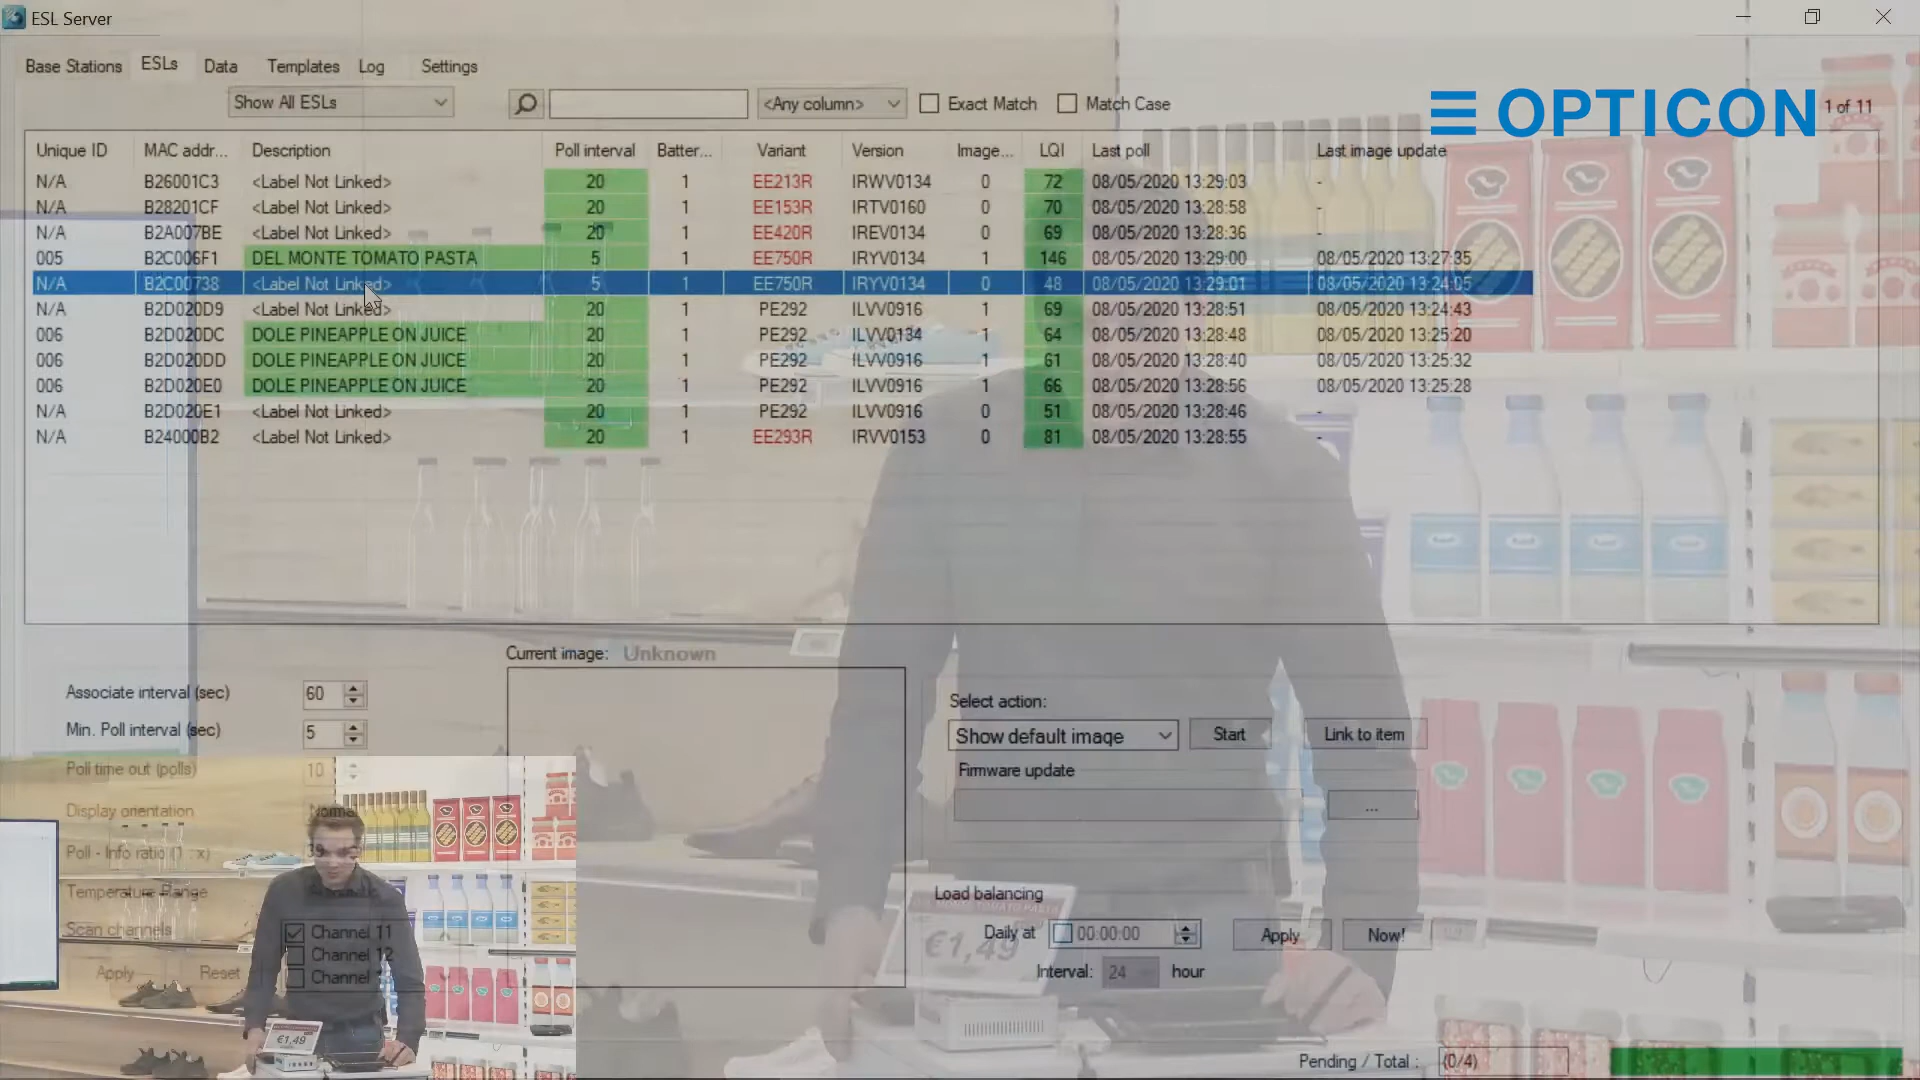 ESL Server
Base Stations ESLs Data Templates Log Settings
Show All ESLs <Any column> Exact Match Match Case 1 of 11
OPTICON
Unique ID MAC addr... Description Poll interval Batter... Variant Version Image... LQI Last poll Last image update
N/A B26001C3 <Label Not Linked> 20 1 EE213R IRWV0134 0 72 08/05/2020 13:29:03 -
N/A B28201CF <Label Not Linked> 20 1 EE153R IRTV0160 0 70 08/05/2020 13:28:58 -
N/A B2A007BE <Label Not Linked> 20 1 EE420R IREV0134 0 69 08/05/2020 13:28:36 -
005 B2C006F1 DEL MONTE TOMATO PASTA 5 1 EE750R IRYV0134 1 146 08/05/2020 13:29:00 08/05/2020 13:27:35
N/A B2C00738 <Label Not Linked> 5 1 EE750R IRYV0134 0 48 08/05/2020 13:29:01 08/05/2020 13:24:05
N/A B2D020D9 <Label Not Linked> 20 1 PE292 ILVV0916 1 69 08/05/2020 13:28:51 08/05/2020 13:24:43
006 B2D020DC DOLE PINEAPPLE ON JUICE 20 1 PE292 ILVV0134 1 64 08/05/2020 13:28:48 08/05/2020 13:25:20
006 B2D020DD DOLE PINEAPPLE ON JUICE 20 1 PE292 ILVV0916 1 61 08/05/2020 13:28:40 08/05/2020 13:25:32
006 B2D020E0 DOLE PINEAPPLE ON JUICE 20 1 PE292 ILVV0916 1 66 08/05/2020 13:28:56 08/05/2020 13:25:28
N/A B2D020E1 <Label Not Linked> 20 1 PE292 ILVV0916 0 51 08/05/2020 13:28:46 -
N/A B24000B2 <Label Not Linked> 20 1 EE293R IRVV0153 0 81 08/05/2020 13:28:55 -
Current image: Unknown
Associate interval (sec) 60
Min. Poll interval (sec) 5
Poll time out (polls) 10
Display orientation Normal
Poll - Info ratio (1 : x)
Temperature Range
Scan channels
Channel 11
Channel 12
Channel
Apply Reset
Select action:
Show default image Start Link to item
Firmware update
...
Load balancing
Daily at 00:00:00 Apply Now!
Interval: 24 hour
€1,49
€1,49
Pending / Total : (0/4)